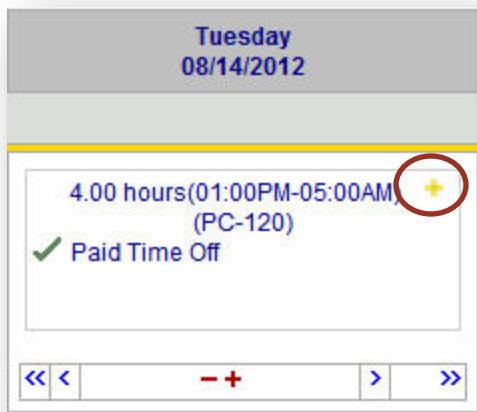 Tuesday
08/14/2012
4.00 hours(01:00PM-05:00AM) +
(PC-120)
Paid Time Off
<< < - + > >>